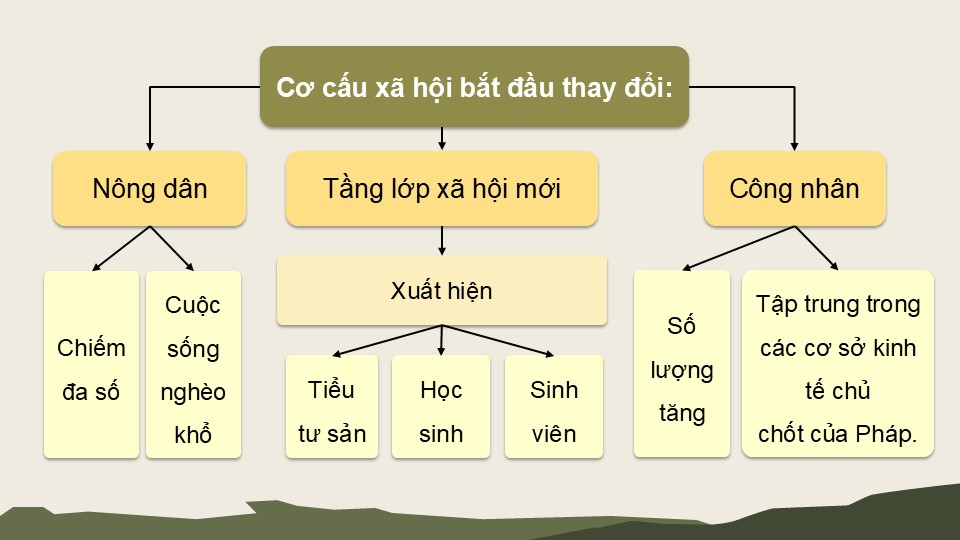 Cơ cấu xã hội bắt đầu thay đổi:
Nông dân
Tầng lớp xã hội mới
Công nhân
Chiếm
đa số
Cuộc
sống
nghèo
khổ
Xuất hiện
Tiểu
tư sản
Học
sinh
Sinh
viên
Số
lượng
tăng
Tập trung trong
các cơ sở kinh
tế chủ
chốt của Pháp.